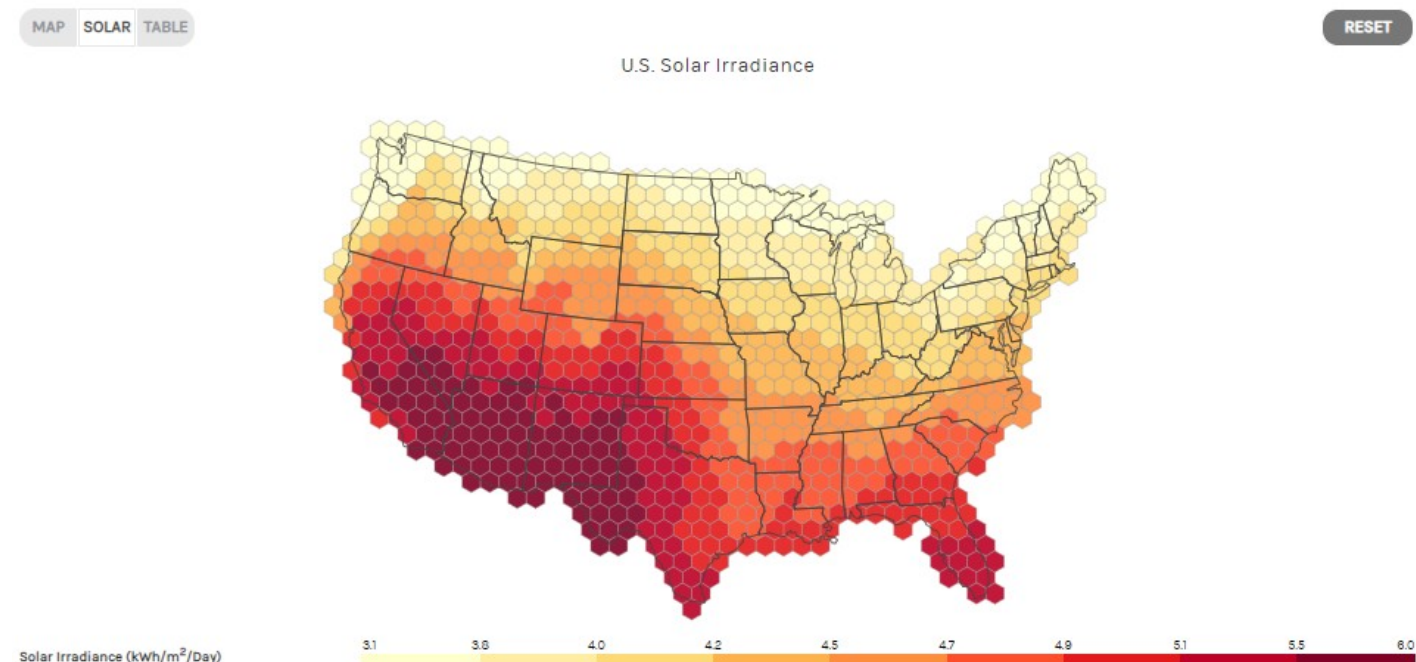 MAP SOLAR TABLE RESET
U.S. Solar Irradiance
3.1 3.8 4.0 4.2 4.5 4.7 4.9 5.1 5.5 6.0
Solar Irradiance (kWh/m²/Day)